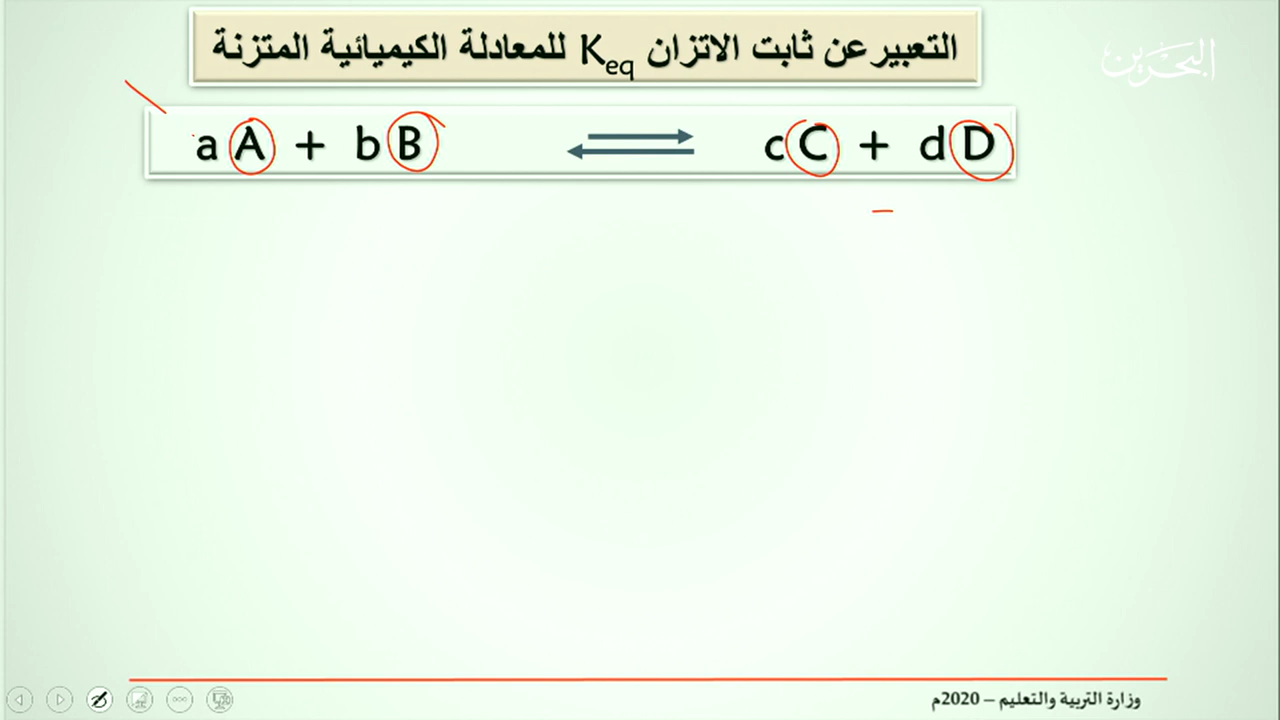 التعبير عن ثابت الاتزان Keq للمعادلة الكيميائية المتزنة
البحرين
a A + b B ⇌ c C + d D
وزارة التربية والتعليم – 2020م